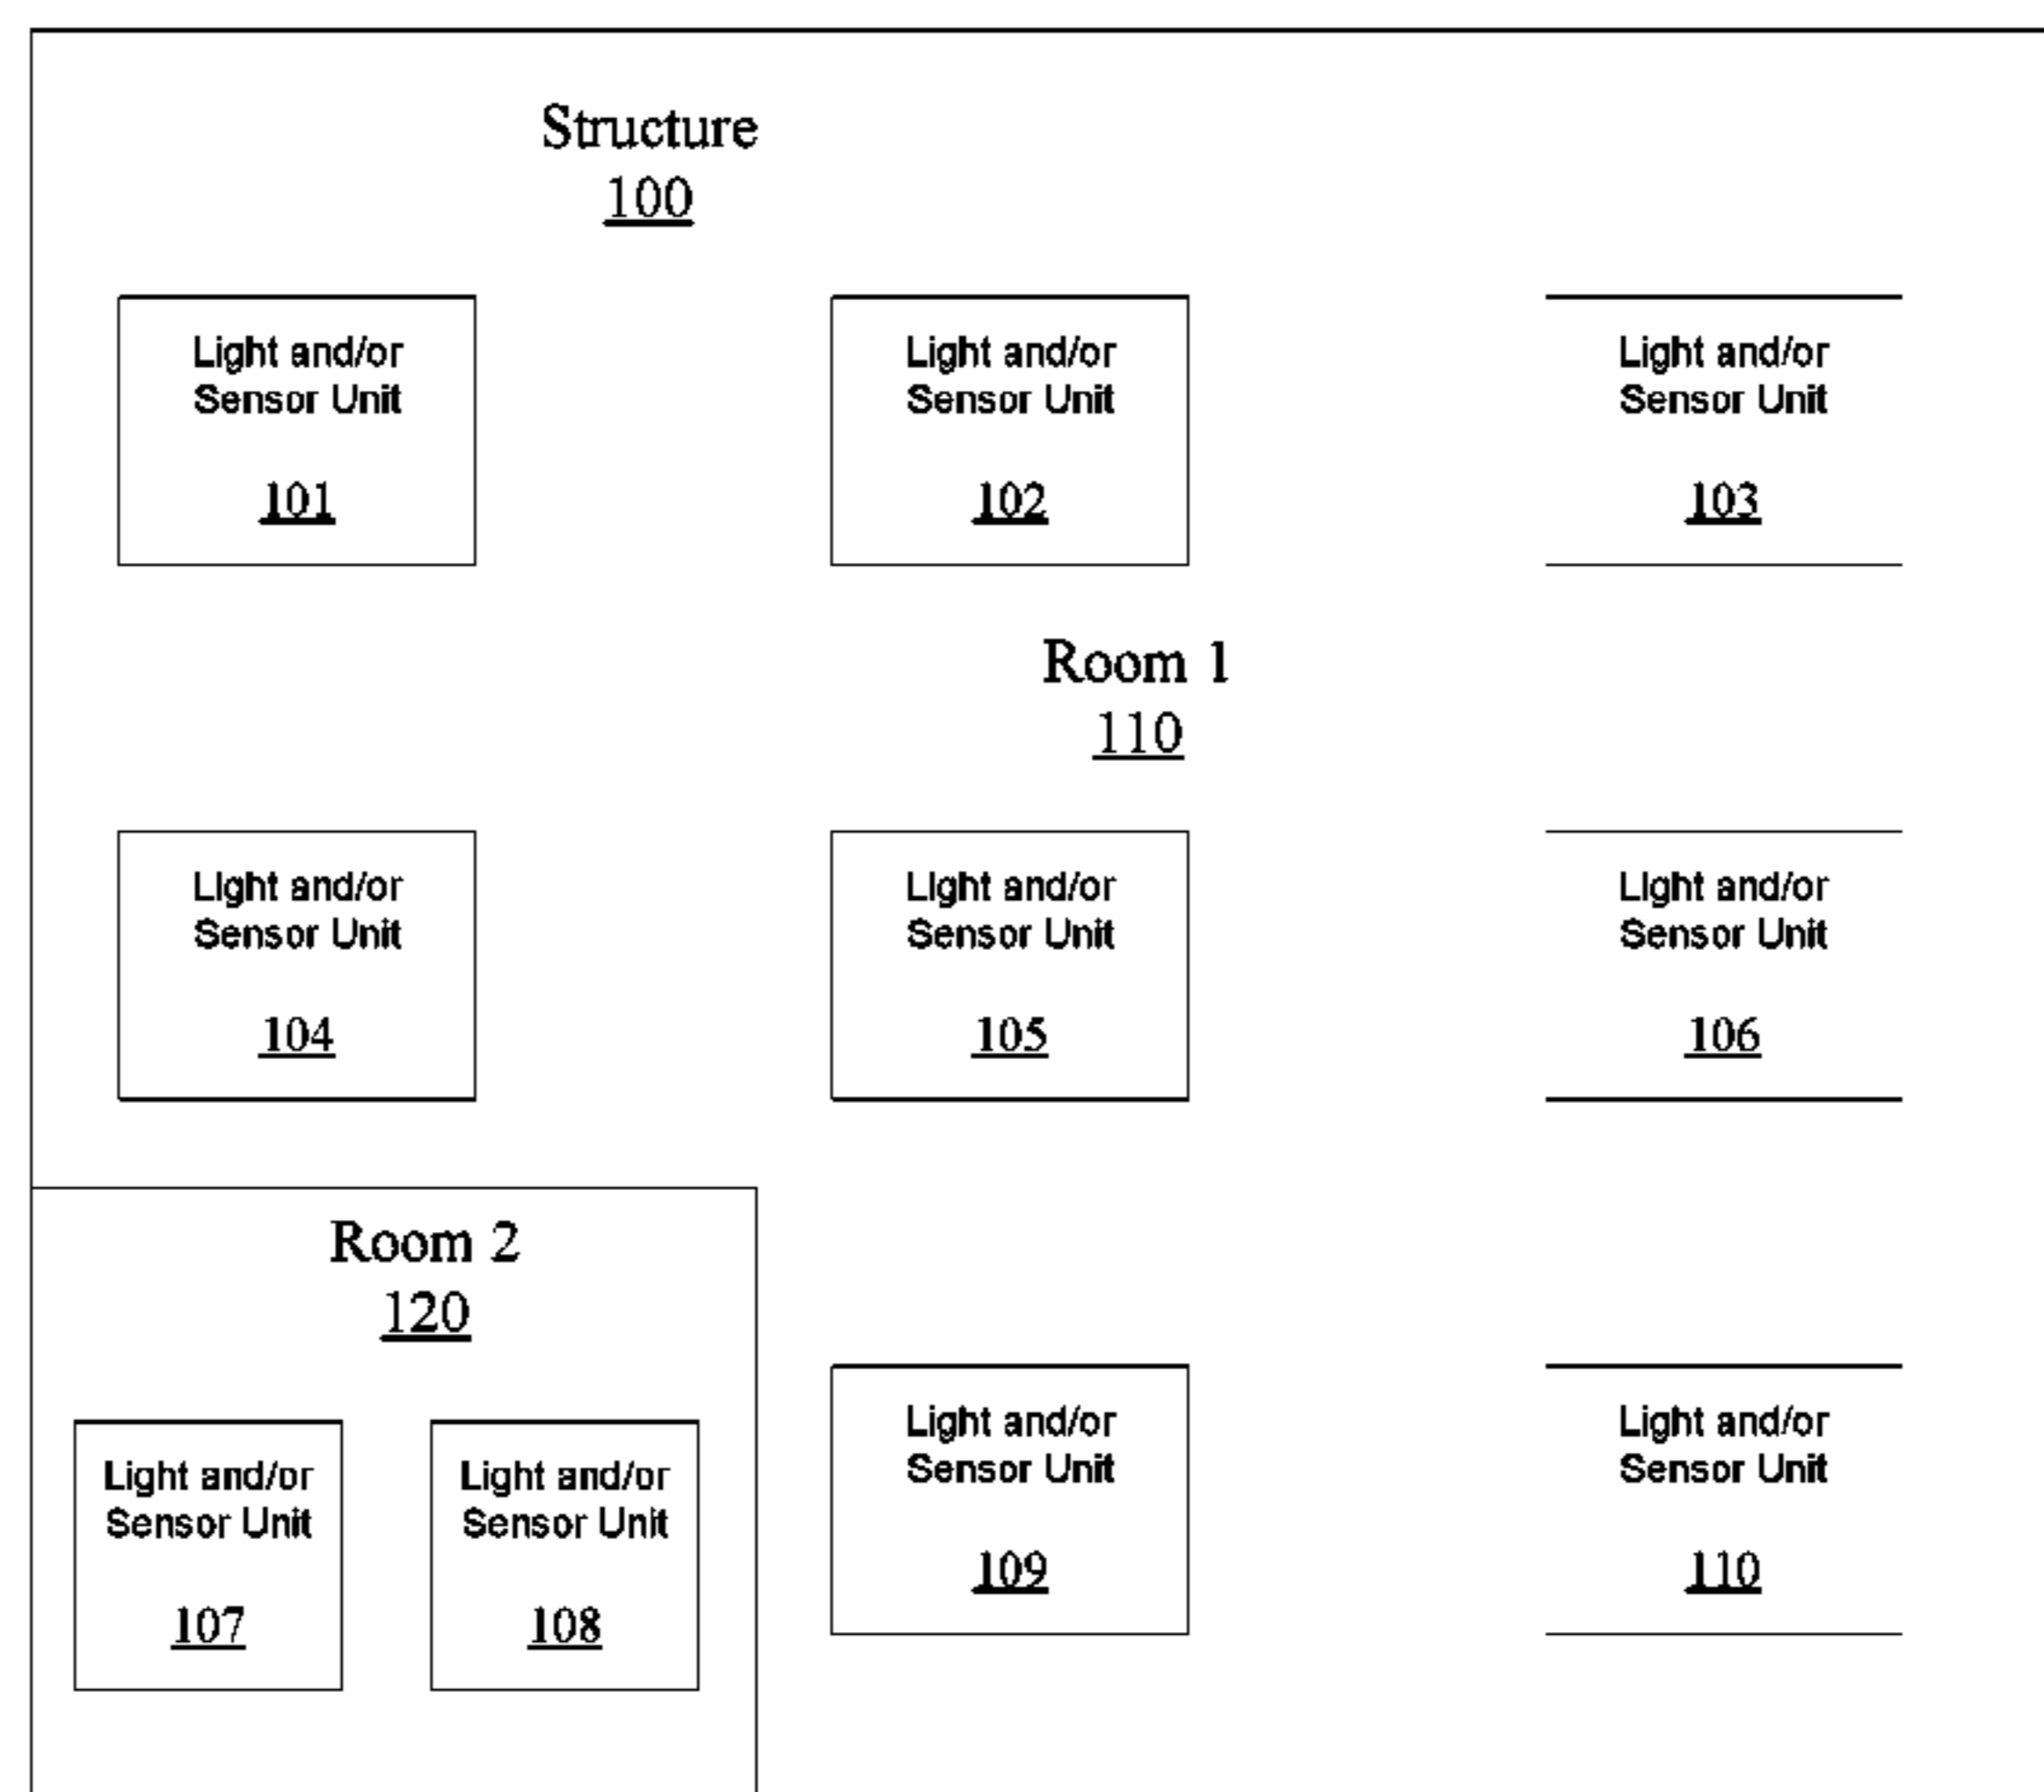 Structure
100
Light and/or
Sensor Unit
101
Light and/or
Sensor Unit
102
Light and/or
Sensor Unit
103
Room 1
110
Light and/or
Sensor Unit
104
Light and/or
Sensor Unit
105
Light and/or
Sensor Unit
106
Room 2
120
Light and/or
Sensor Unit
107
Light and/or
Sensor Unit
108
Light and/or
Sensor Unit
109
Light and/or
Sensor Unit
110